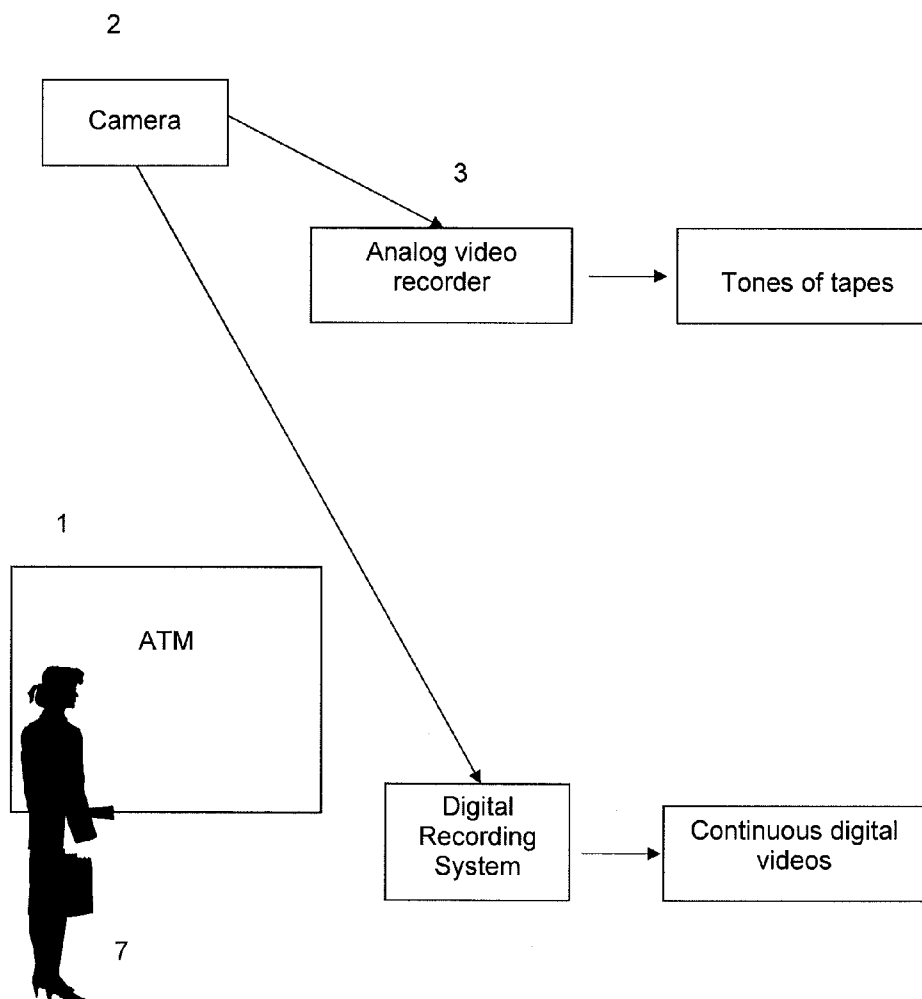 2
Camera
3
Analog video
recorder
Tones of tapes
1
ATM
Digital
Recording
System
Continuous digital
videos
7